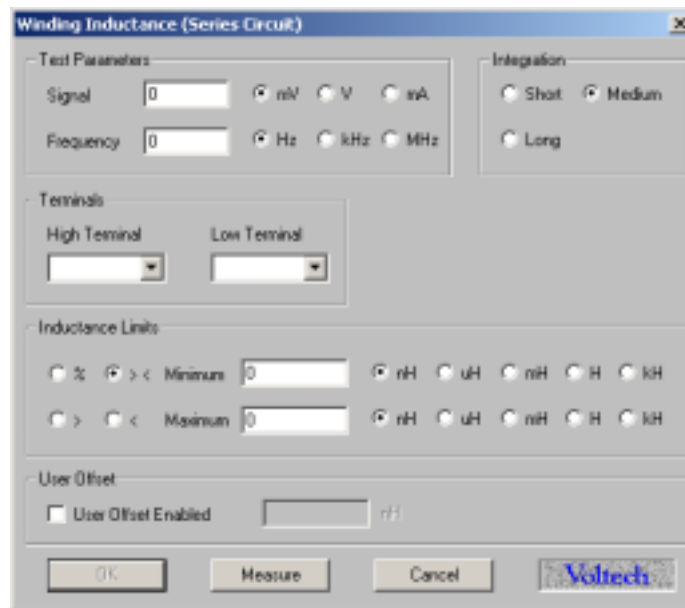 Winding Inductance (Series Circuit)
Test Parameters
Signal 0 mV V mA
Frequency 0 Hz kHz MHz
Integration
Short Medium
Long
Terminals
High Terminal Low Terminal
Inductance Limits
% > < Minimum 0 nH uH mH H kH
> < Maximum 0 nH uH mH H kH
User Offset
User Offset Enabled nH
OK Measure Cancel Voltech